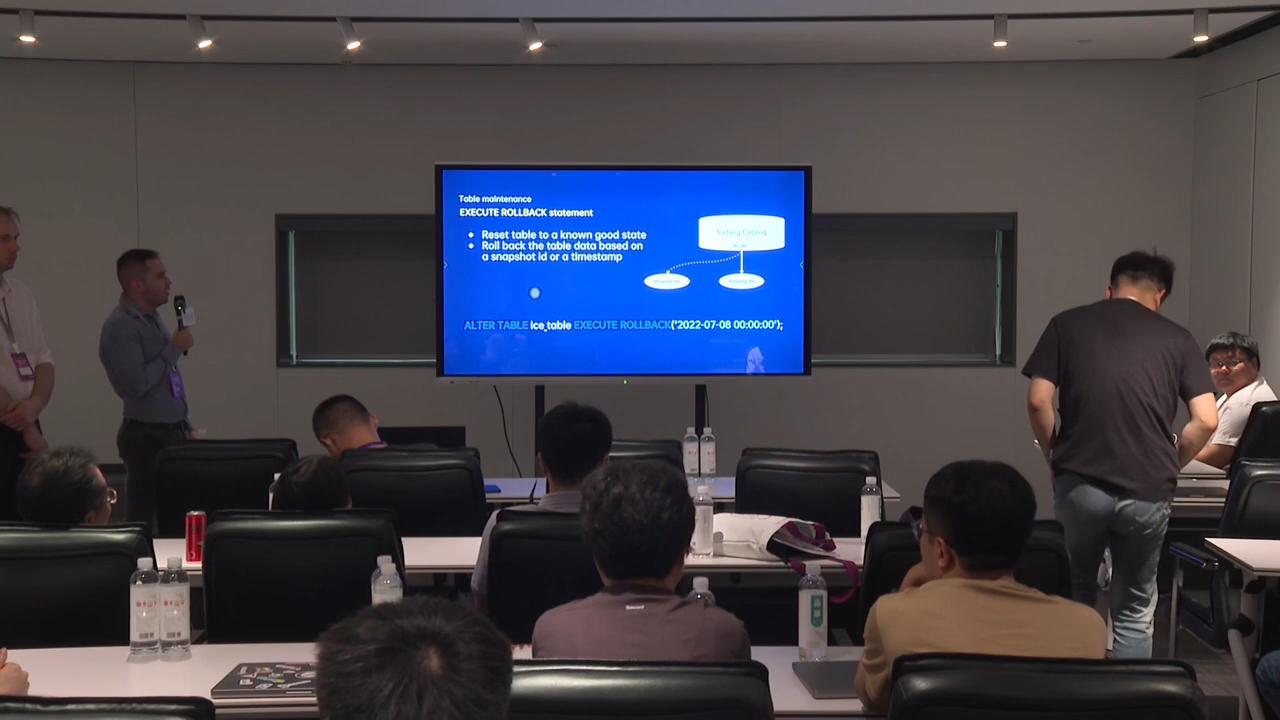 Table maintenance
EXECUTE ROLLBACK statement
• Reset table to a known good state
• Roll back the table data based on
a snapshot id or a timestamp
Iceberg Catalog
ALTER TABLE ice_table EXECUTE ROLLBACK('2022-07-08 00:00:00');